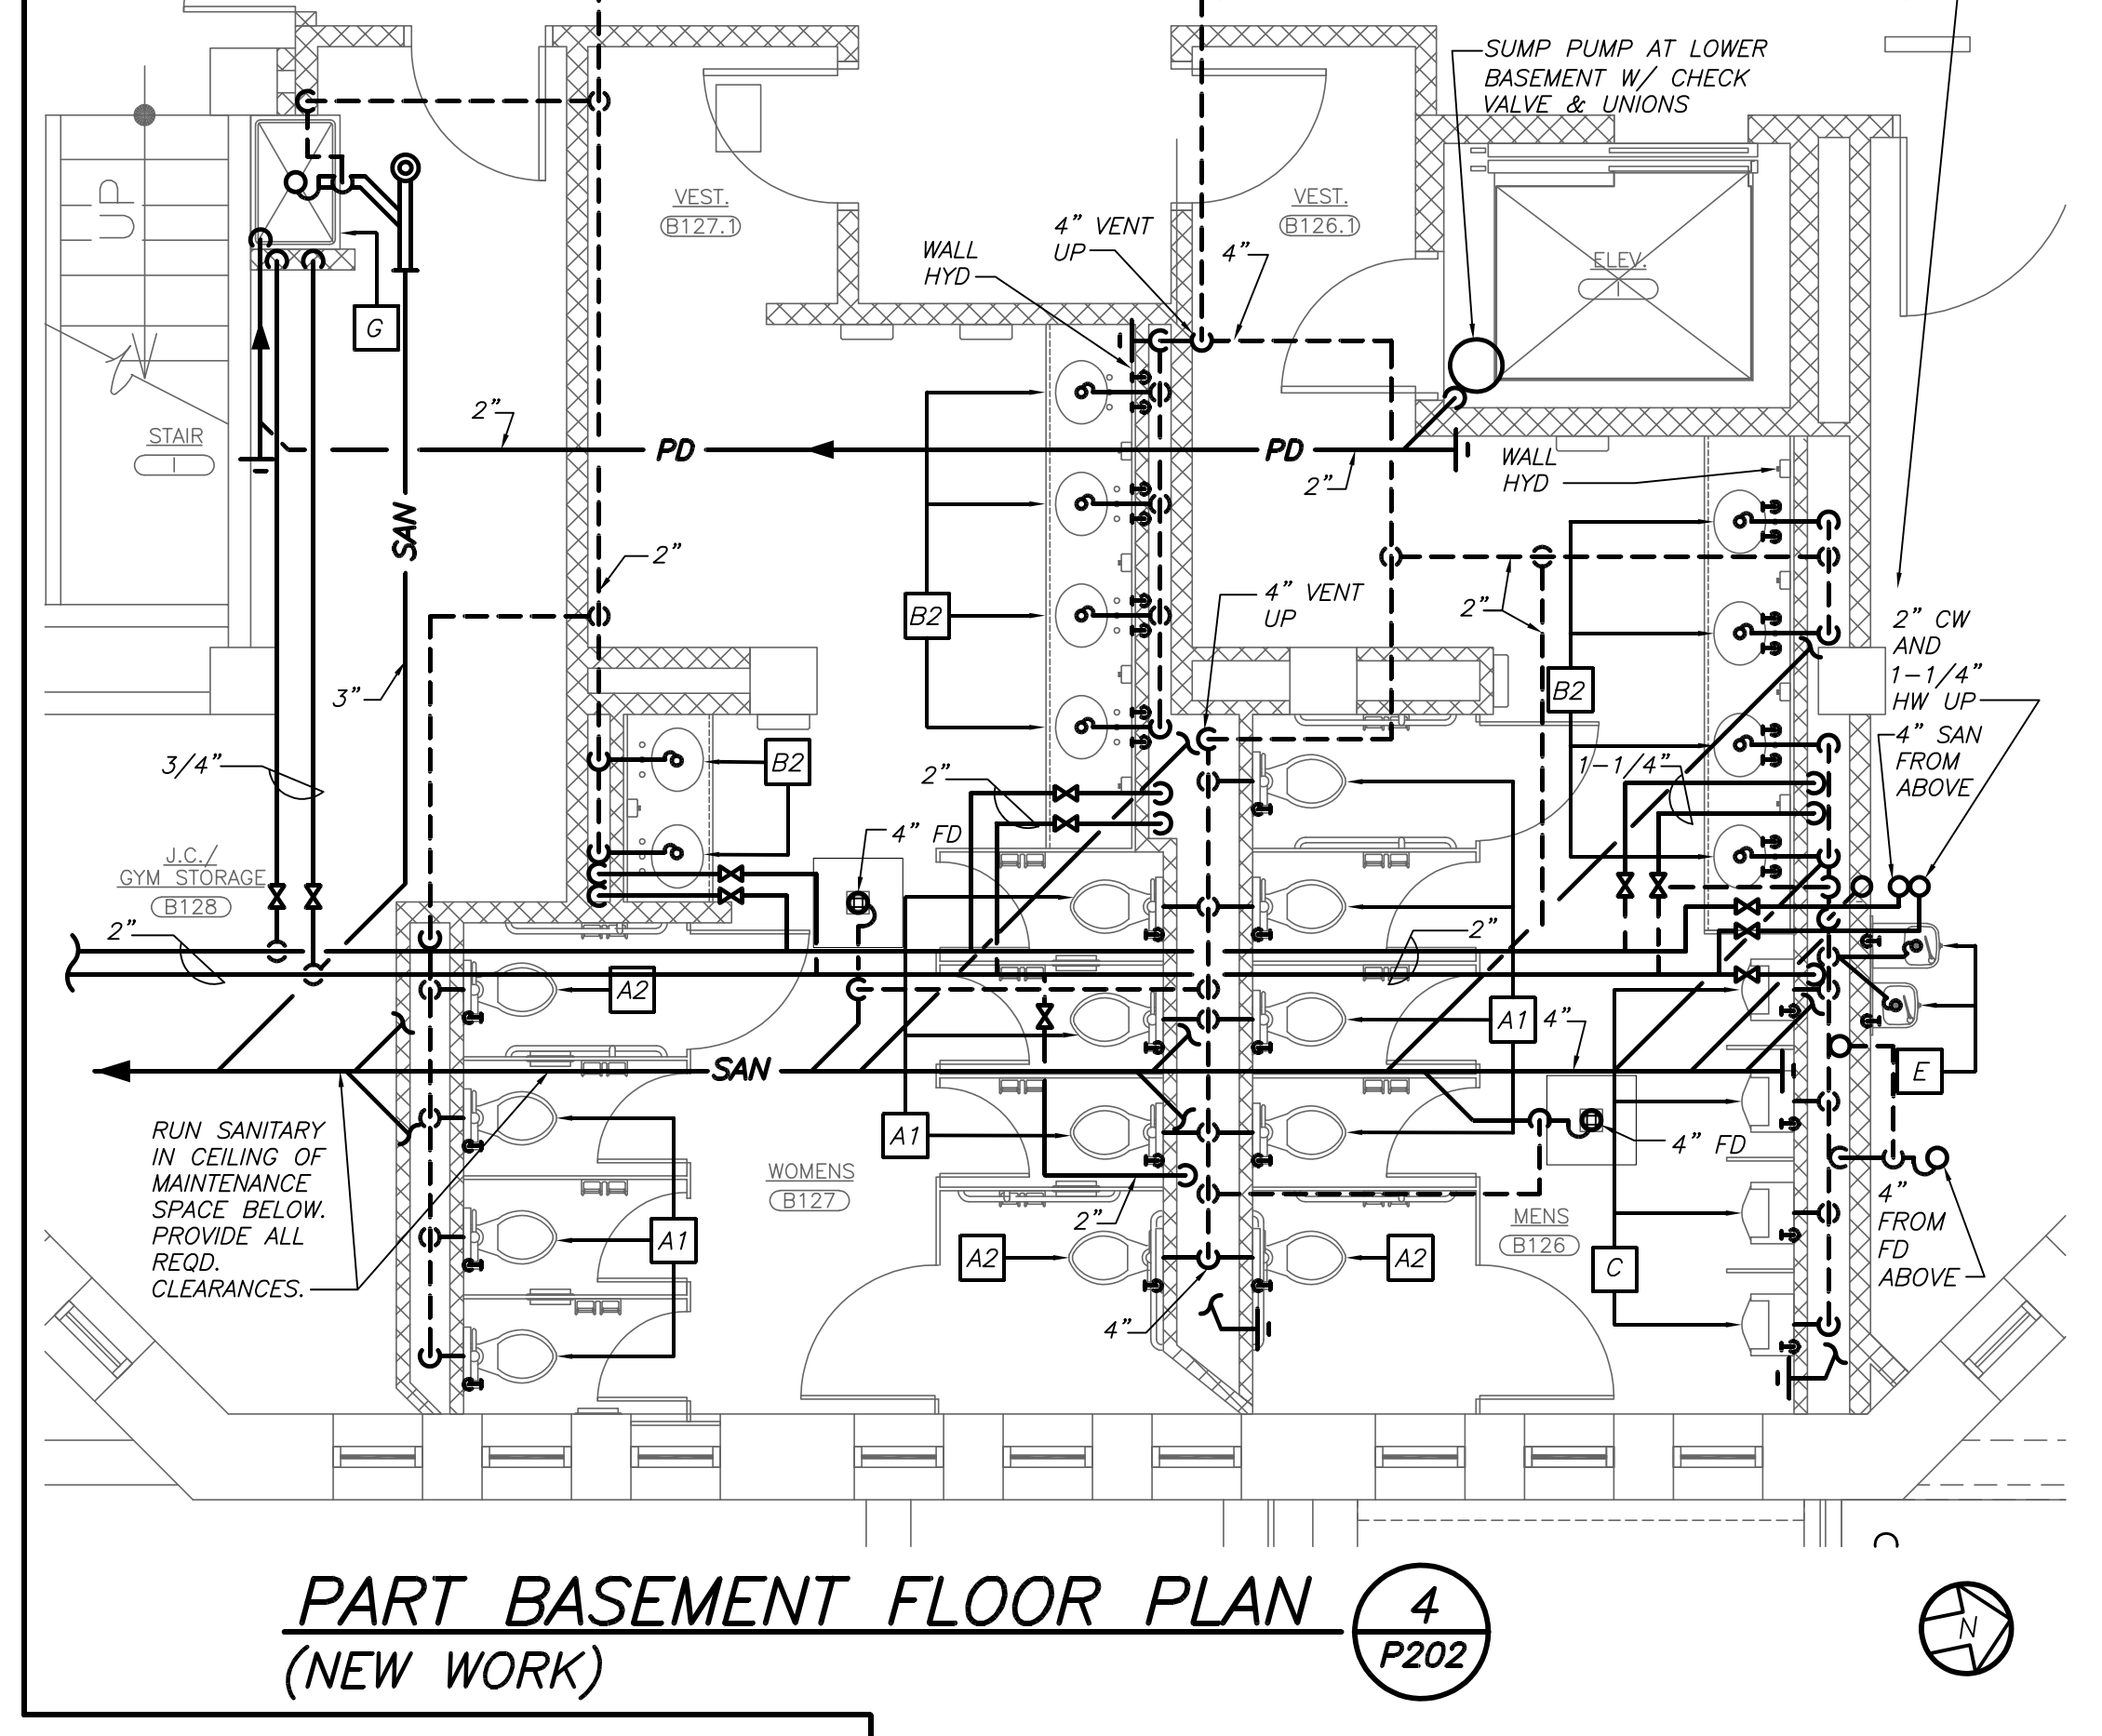 SUMP PUMP AT LOWER
BASEMENT W/ CHECK
VALVE & UNIONS
UP
VEST.
B127.1
VEST.
B126.1
4" VENT
UP
4"
WALL
HYD
ELEV.
1
G
2"
STAIR
1
PD
PD
2"
WALL
HYD
SAN
2"
2"
4" VENT
UP
B2
B2
2" CW
AND
1-1/4"
HW UP
3"
4" SAN
FROM
ABOVE
3/4"
B2
2"
1-1/4"
4" FD
J.C./
GYM STORAGE
B128
2"
2"
A2
A1
4"
SAN
E
A1
4" FD
RUN SANITARY
IN CEILING OF
MAINTENANCE
SPACE BELOW.
PROVIDE ALL
REQD.
CLEARANCES.
WOMENS
B127
2"
MENS
B126
4"
FROM
FD
ABOVE
A1
A2
A2
C
4"
PART BASEMENT FLOOR PLAN
4
P202
(NEW WORK)
N